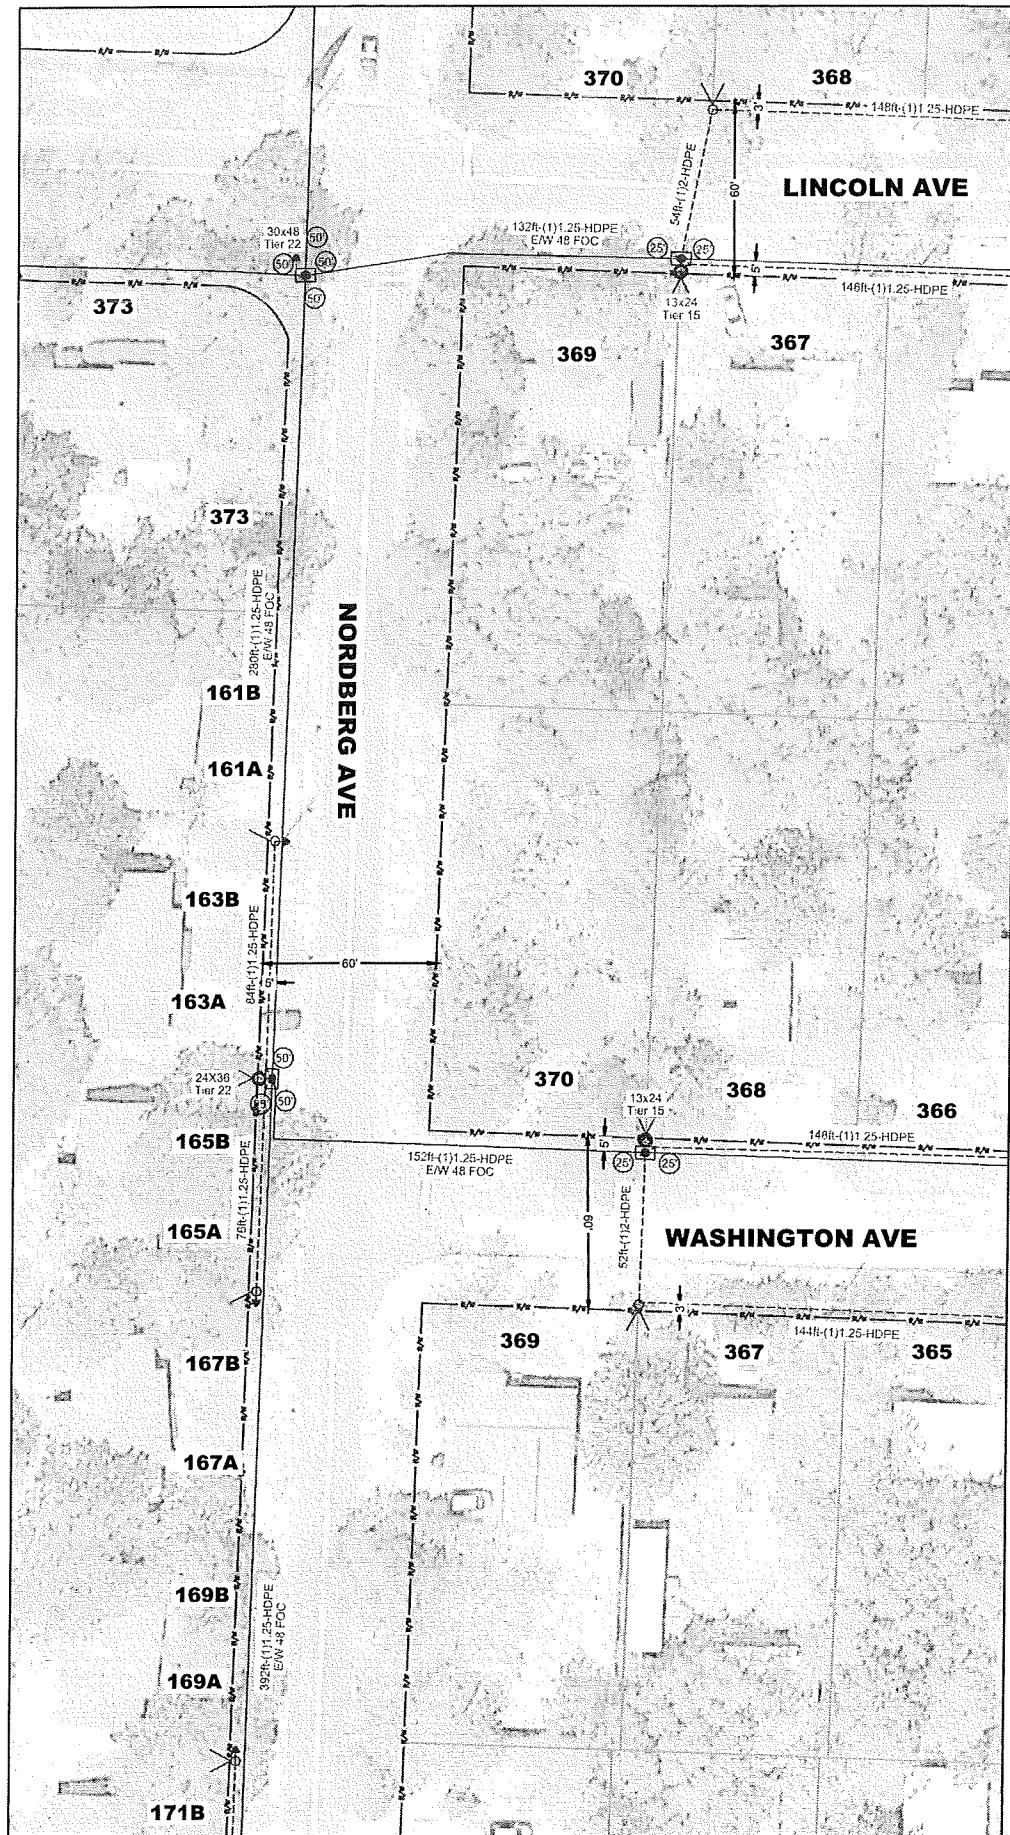 R/W R/W
R/W R/W R/W R/W R/W
370
368
148ft-(1)1.25-HDPE
3'
54ft-(1)2-HDPE
60'
LINCOLN AVE
30x48
Tier 22
50'
50'
50'
50'
132ft-(1)1.25-HDPE
E/W 48 FOC
25'
25'
5'
146ft-(1)1.25-HDPE
13x24
Tier 15
373
369
367
373
280ft-(1)1.25-HDPE
E/W 48 FOC
NORDBERG AVE
161B
161A
163B
84ft-(1)1.25-HDPE
60'
163A
50'
24X36
Tier 22
50'
165B
76ft-(1)1.25-HDPE
165A
370
13x24
Tier 15
368
366
148ft-(1)1.25-HDPE
5'
152ft-(1)1.25-HDPE
E/W 48 FOC
25'
25'
52ft-(1)2-HDPE
60'
WASHINGTON AVE
3'
144ft-(1)1.25-HDPE
369
367
365
167B
167A
169B
392ft-(1)1.25-HDPE
E/W 48 FOC
169A
171B